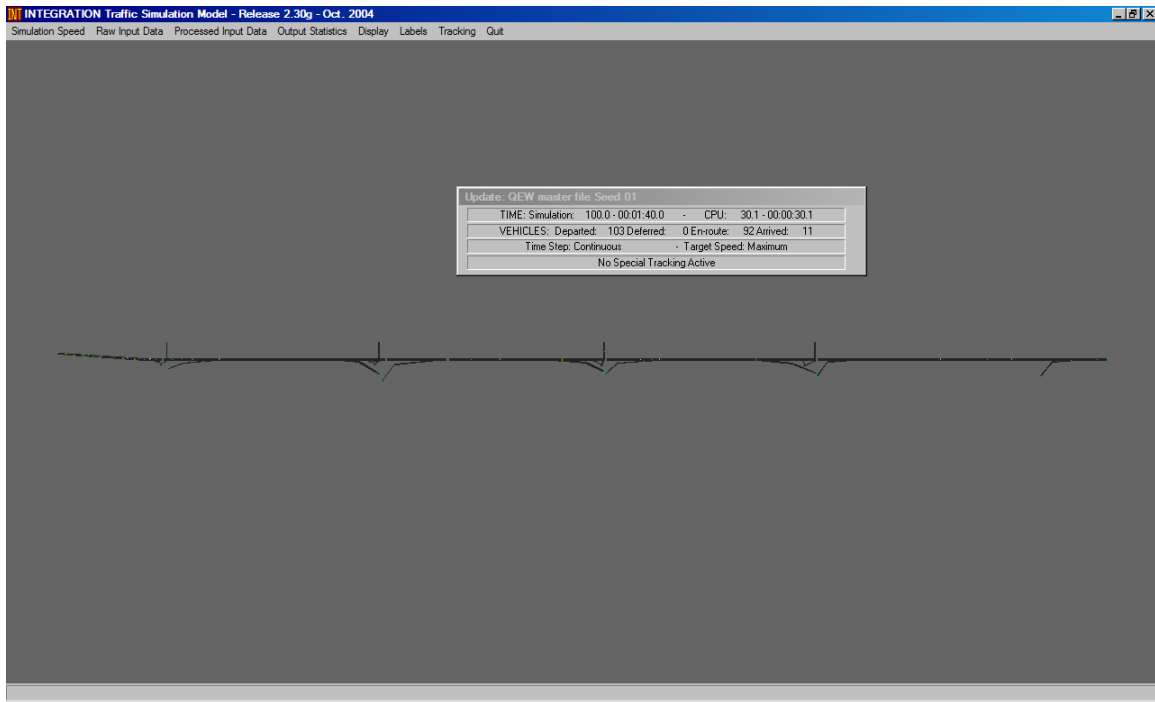 INT INTEGRATION Traffic Simulation Model - Release 2.30g - Oct. 2004
Simulation Speed Raw Input Data Processed Input Data Output Statistics Display Labels Tracking Quit
Update: QEW master file Seed 01
TIME: Simulation: 100.0 - 00:01:40.0 - CPU: 30.1 - 00:00:30.1
VEHICLES: Departed: 103 Deferred: 0 En-route: 92 Arrived: 11
Time Step: Continuous - Target Speed: Maximum
No Special Tracking Active